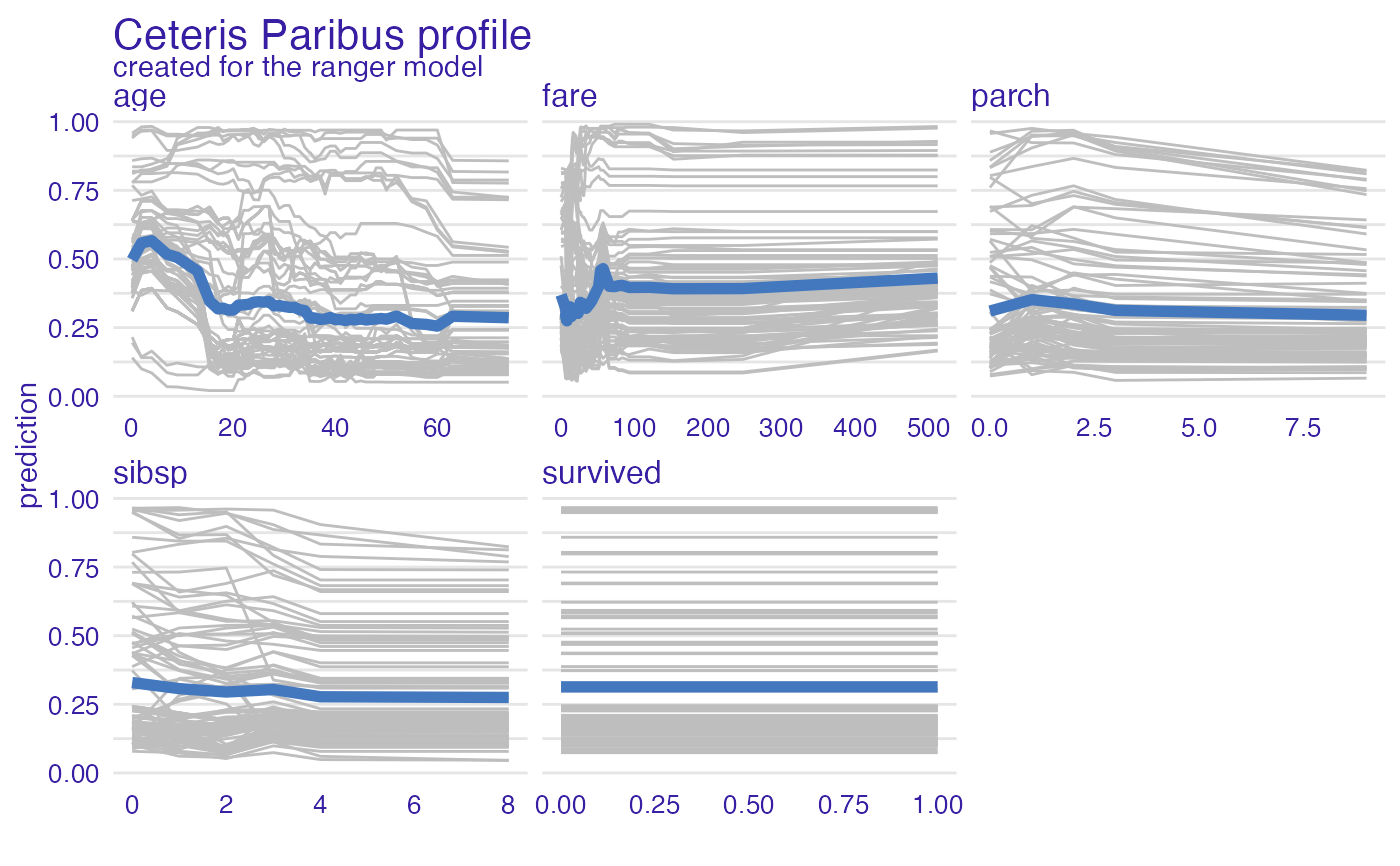 Ceteris Paribus profile
created for the ranger model
age fare parch
1.00
0.75
0.50
0.25
0.00
0 20 40 60 0 100 200 300 400 500 0.0 2.5 5.0 7.5
prediction
sibsp survived
1.00
0.75
0.50
0.25
0.00
0 2 4 6 8 0.00 0.25 0.50 0.75 1.00